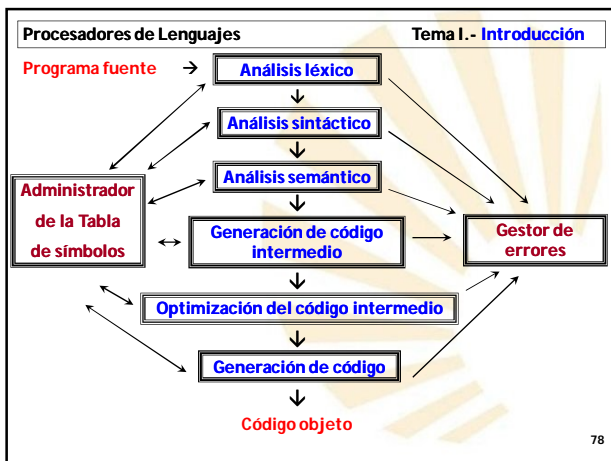 Procesadores de Lenguajes Tema I.- Introducción
Programa fuente → Análisis léxico
Análisis sintáctico
Análisis semántico
Administrador
de la Tabla
de símbolos
Generación de código
intermedio
Gestor de
errores
Optimización del código intermedio
Generación de código
Código objeto
78